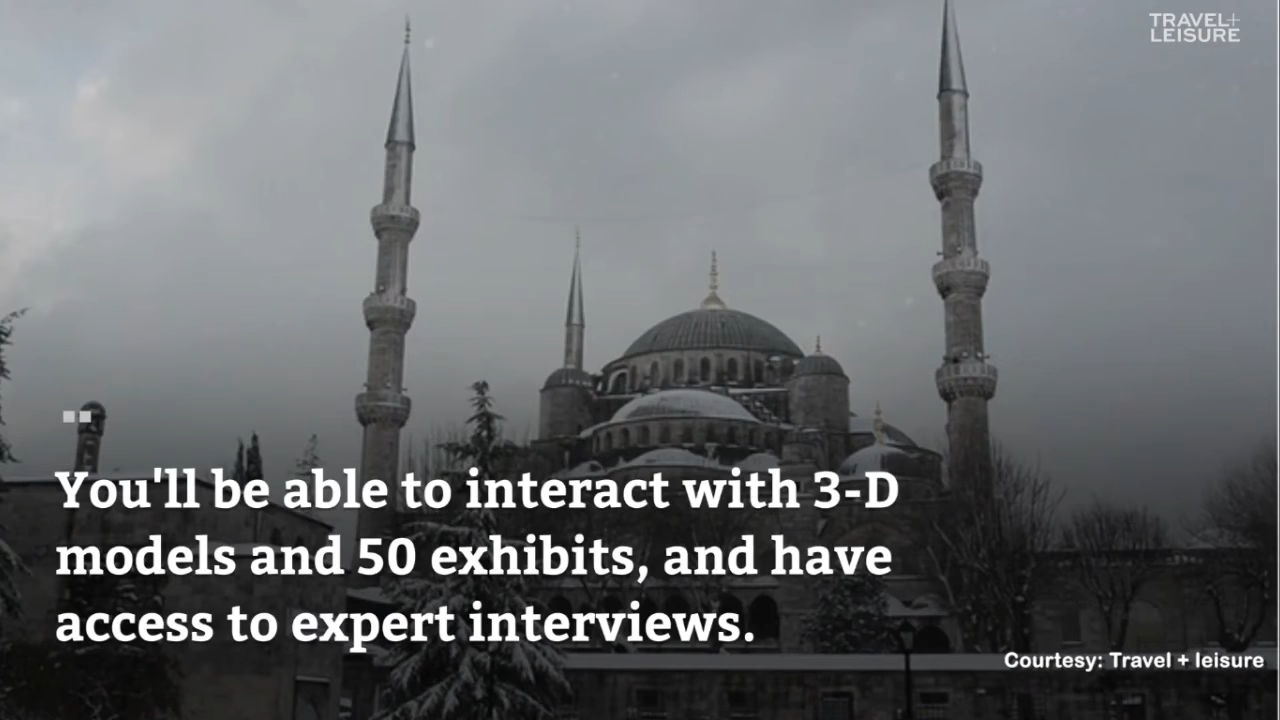 TRAVEL+
LEISURE
You'll be able to interact with 3-D
models and 50 exhibits, and have
access to expert interviews.
Courtesy: Travel + leisure